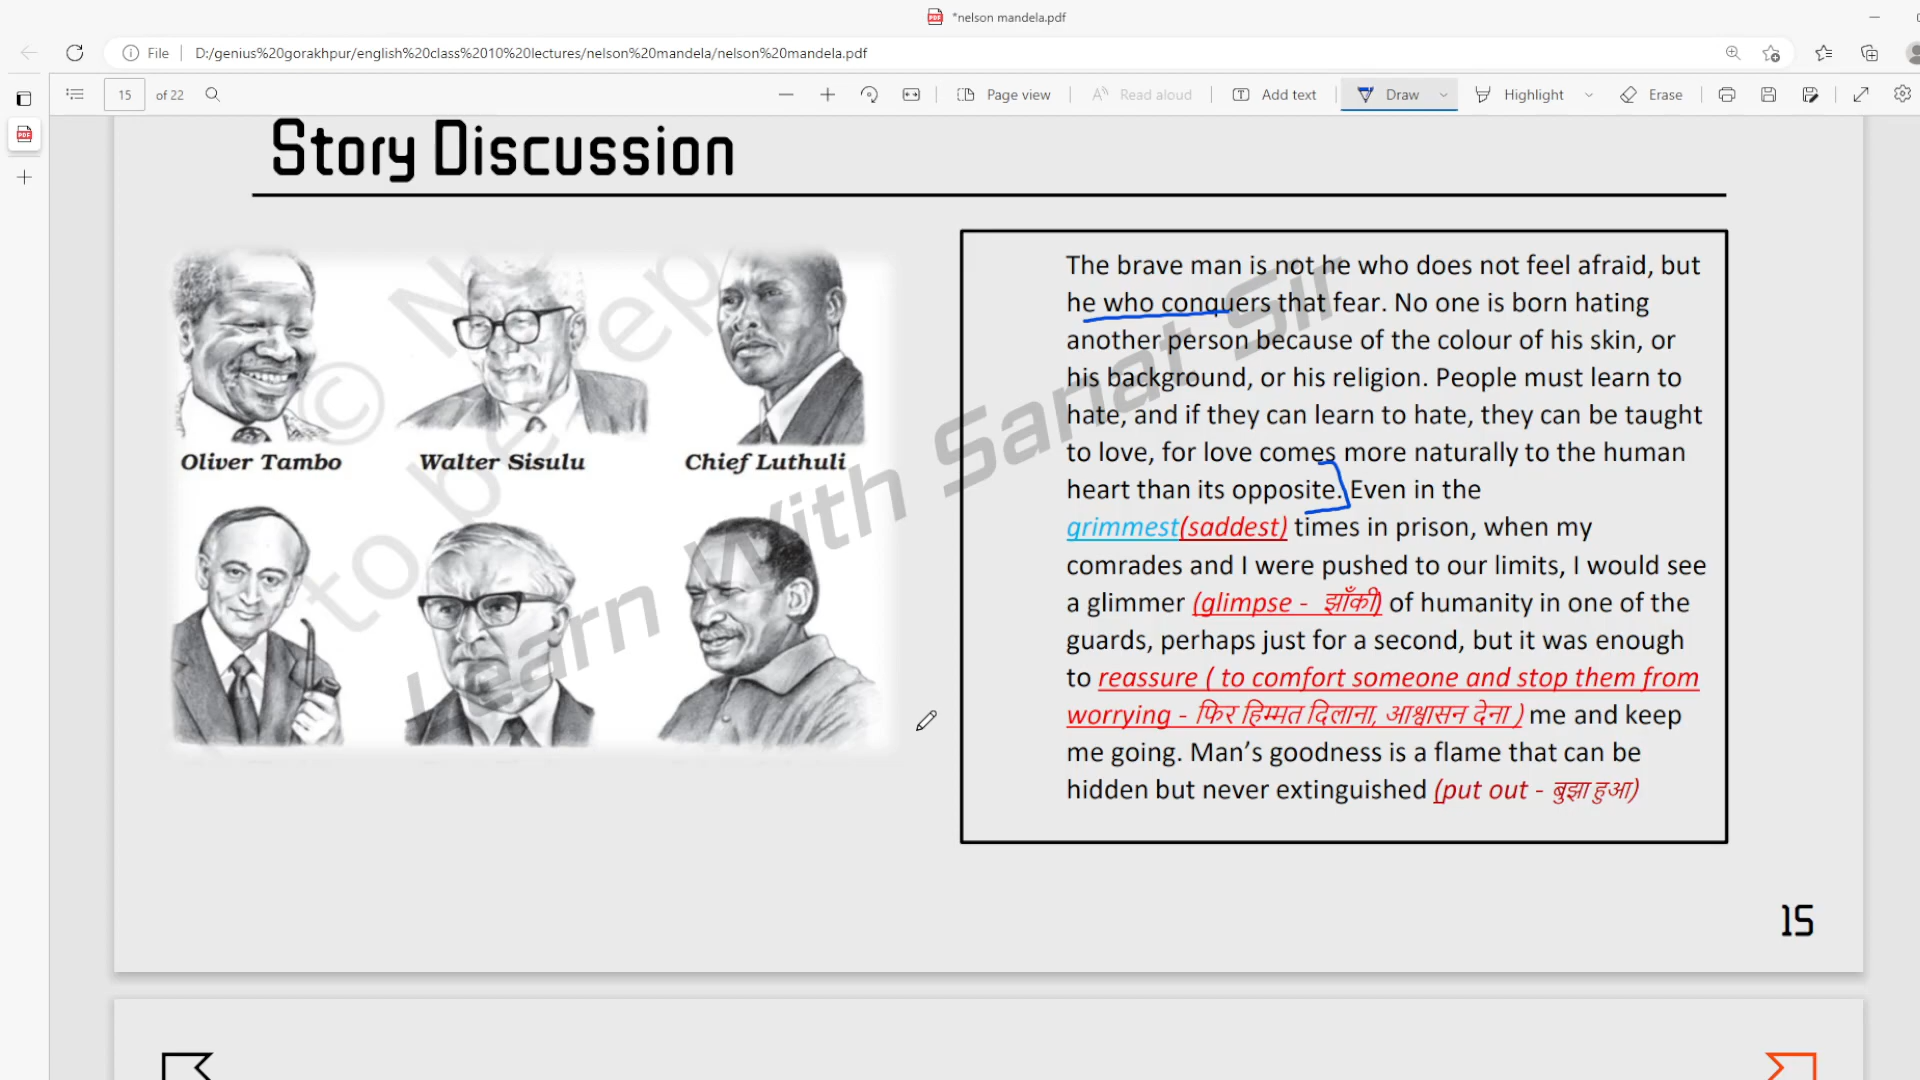 *nelson mandela.pdf
File
D:/genius%20gorakhpur/english%20class%2010%20lectures/nelson%20mandela/nelson%20mandela.pdf
15 of 22
Page view
Read aloud
Add text
Draw
Highlight
Erase
Story Discussion
Oliver Tambo
Walter Sisulu
Chief Luthuli
The brave man is not he who does not feel afraid, but
he who conquers that fear. No one is born hating
another person because of the colour of his skin, or
his background, or his religion. People must learn to
hate, and if they can learn to hate, they can be taught
to love, for love comes more naturally to the human
heart than its opposite. Even in the
grimmest(saddest) times in prison, when my
comrades and I were pushed to our limits, I would see
a glimmer (glimpse - झाँकी) of humanity in one of the
guards, perhaps just for a second, but it was enough
to reassure ( to comfort someone and stop them from
worrying - फिर हिम्मत दिलाना, आश्वासन देना ) me and keep
me going. Man’s goodness is a flame that can be
hidden but never extinguished (put out - बुझा हुआ)
Learn With Sanat Sir
© N
to be rep
15